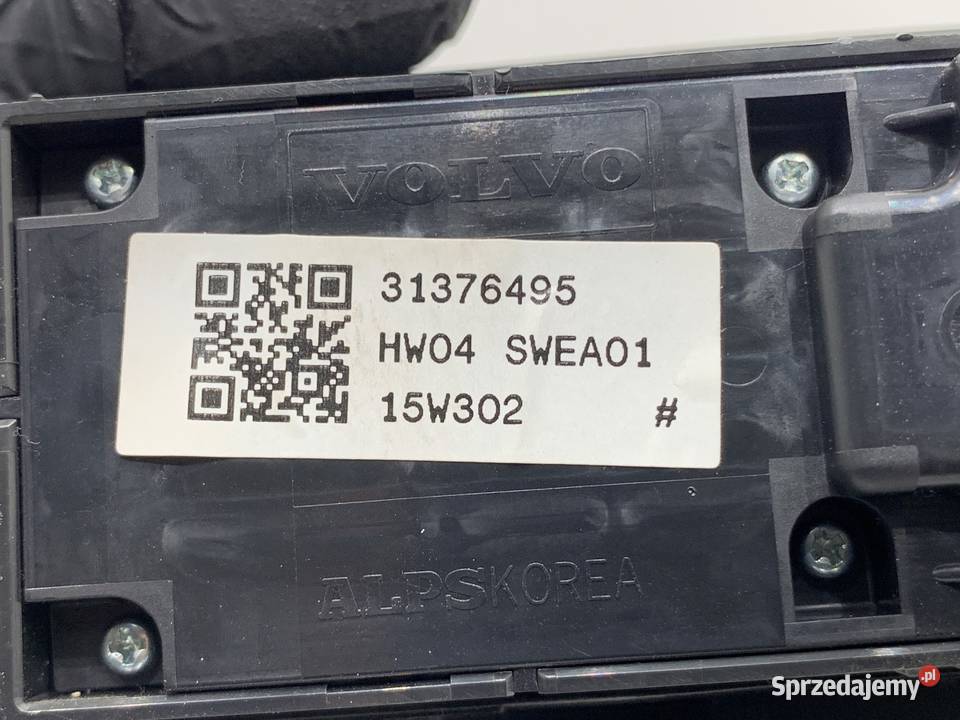 VOLVO
31376495
HW04 SWEA01
15W302 #
ALPSKOREA
Sprzedajemy.pl